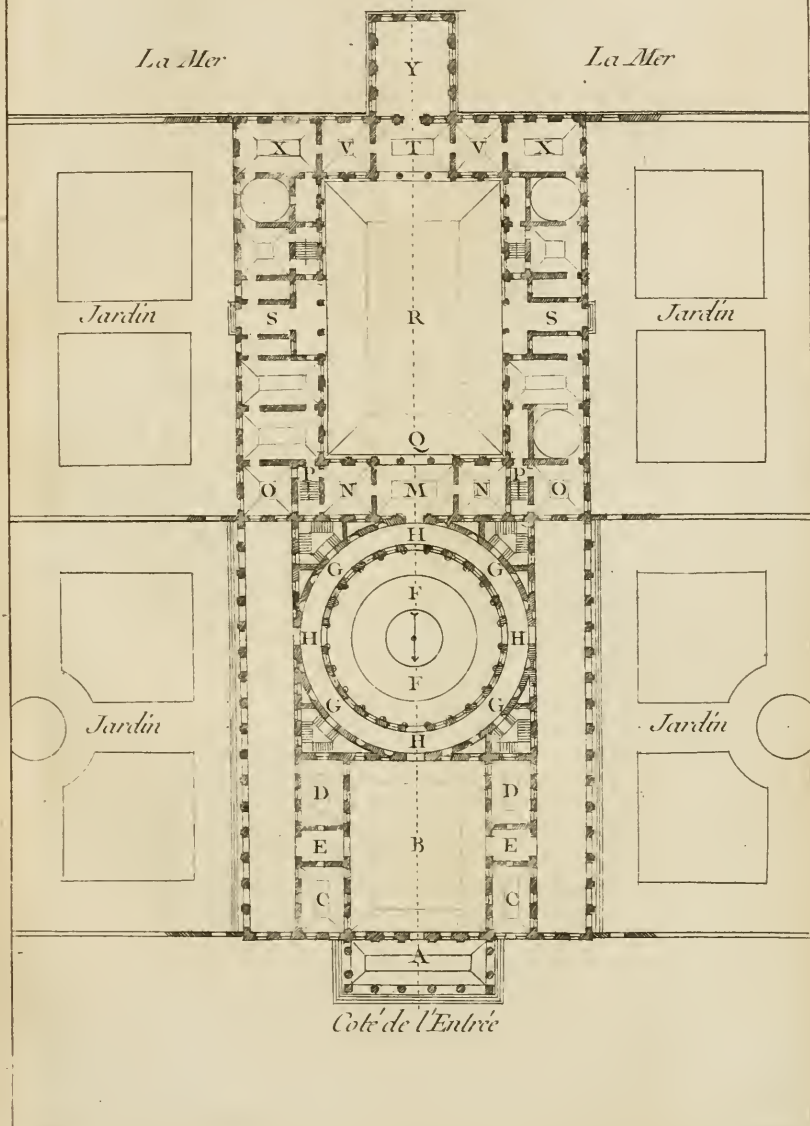 La Mer Y La Mer
X V T V X
Jardin S R S Jardin
Q
P P
O N M N O
H
G G
F
H H
F
G G
Jardin Jardin
H
D D
E B E
C C
A
Coté de l'Entrée